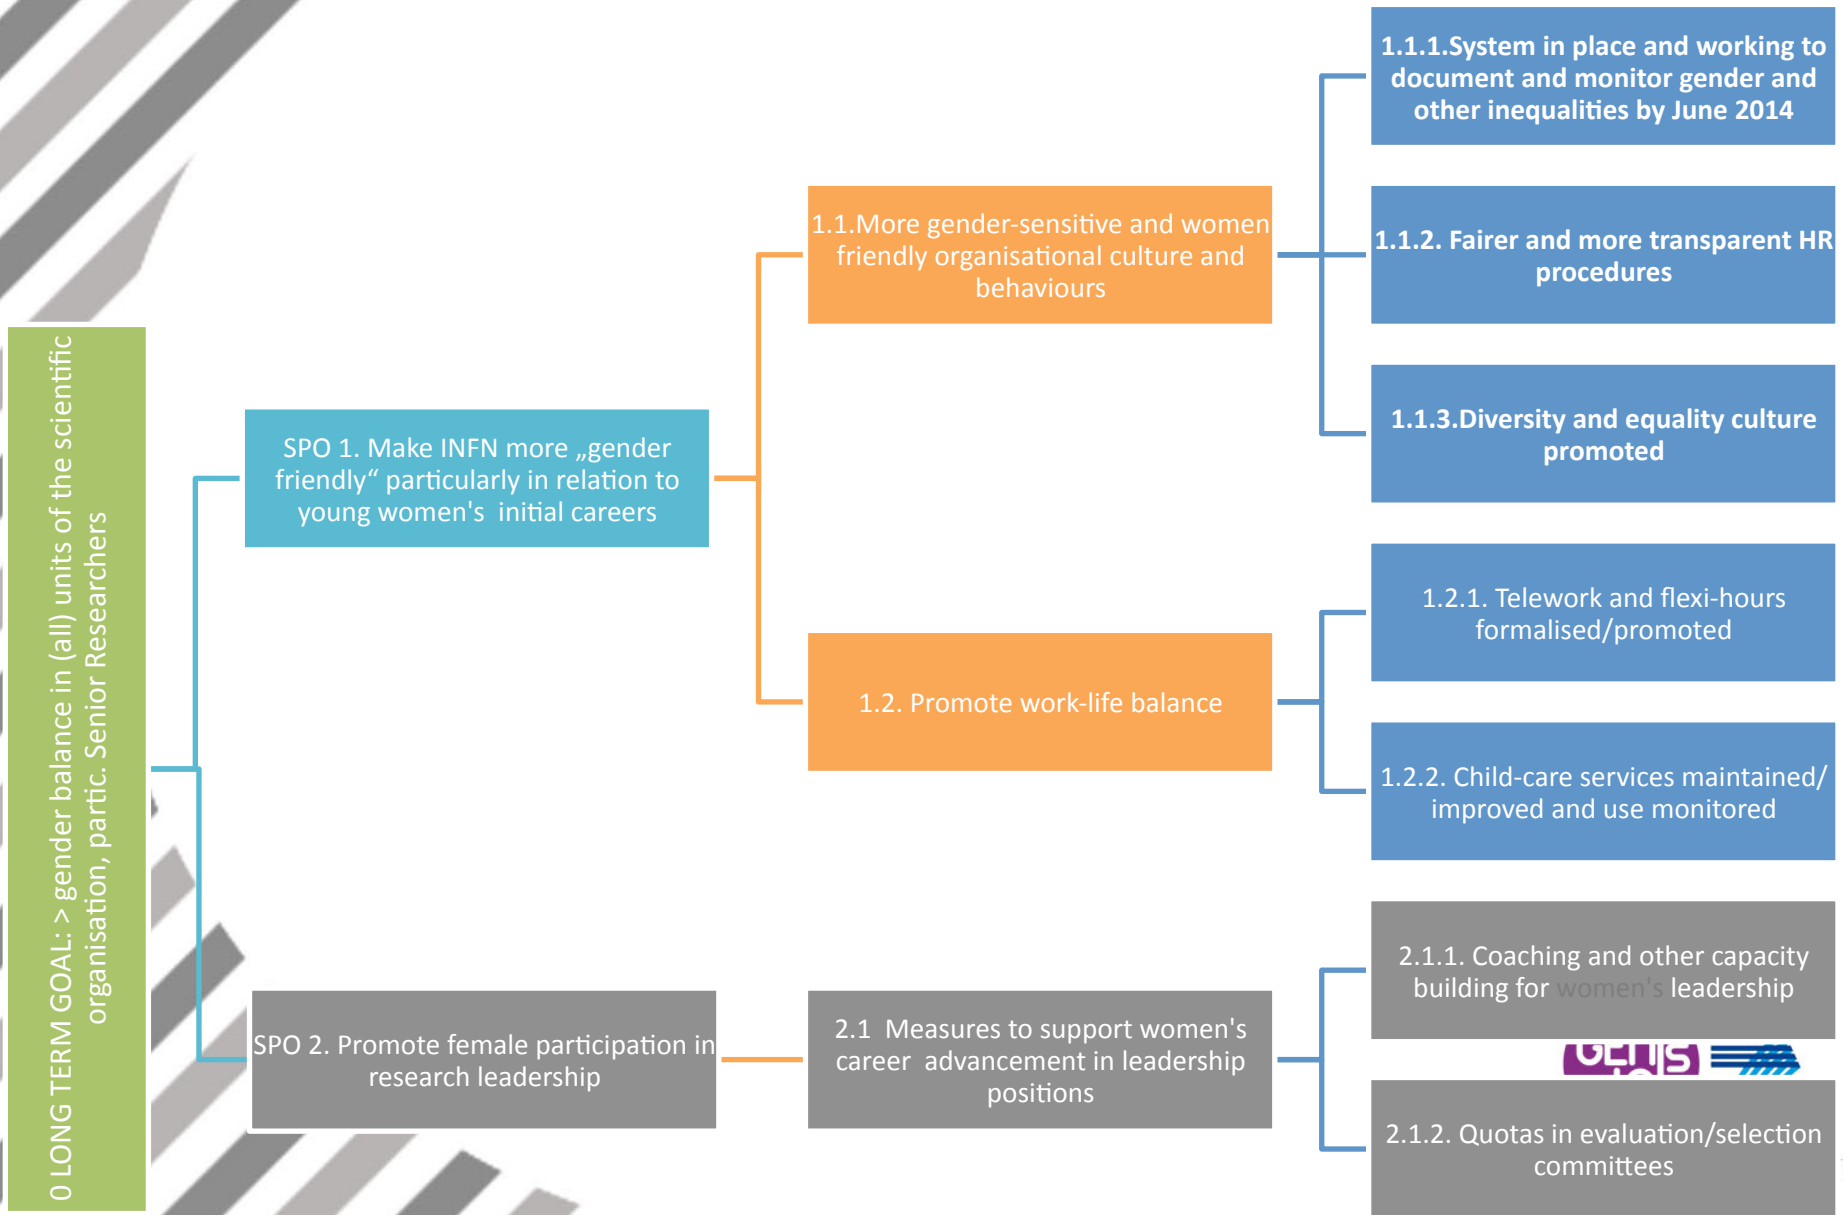 0 LONG TERM GOAL: > gender balance in (all) units of the scientific
organisation, partic. Senior Researchers
SPO 1. Make INFN more „gender
friendly“ particularly in relation to
young women's initial careers
1.1.More gender-sensitive and women
friendly organisational culture and
behaviours
1.1.1.System in place and working to
document and monitor gender and
other inequalities by June 2014
1.1.2. Fairer and more transparent HR
procedures
1.1.3.Diversity and equality culture
promoted
1.2. Promote work-life balance
1.2.1. Telework and flexi-hours
formalised/promoted
1.2.2. Child-care services maintained/
improved and use monitored
SPO 2. Promote female participation in
research leadership
2.1 Measures to support women's
career advancement in leadership
positions
2.1.1. Coaching and other capacity
building for women's leadership
2.1.2. Quotas in evaluation/selection
committees